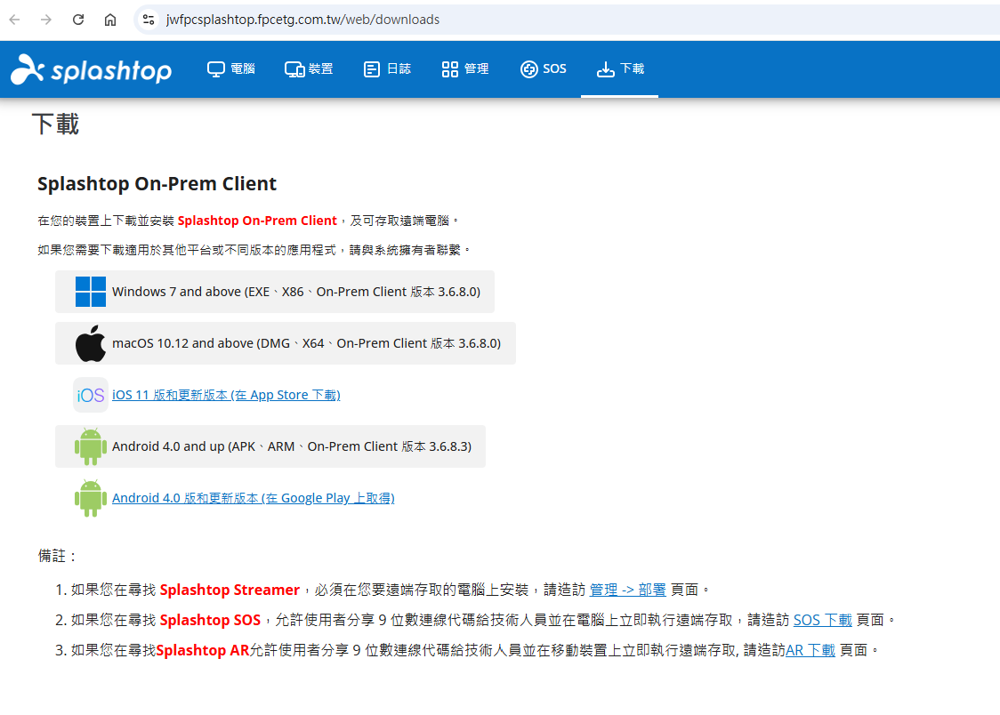 jwfpcsplashtop.fpcetg.com.tw/web/downloads
splashtop 電腦 裝置 日誌 管理 SOS 下載
下載
Splashtop On-Prem Client
在您的裝置上下載並安裝 Splashtop On-Prem Client，及可存取遠端電腦。
如果您需要下載適用於其他平台或不同版本的應用程式，請與系統擁有者聯繫。
Windows 7 and above (EXE、X86、On-Prem Client 版本 3.6.8.0)
macOS 10.12 and above (DMG、X64、On-Prem Client 版本 3.6.8.0)
iOS iOS 11 版和更新版本 (在 App Store 下載)
Android 4.0 and up (APK、ARM、On-Prem Client 版本 3.6.8.3)
Android 4.0 版和更新版本 (在 Google Play 上取得)
備註：
1. 如果您在尋找 Splashtop Streamer，必須在您要遠端存取的電腦上安裝，請造訪 管理 -> 部署 頁面。
2. 如果您在尋找 Splashtop SOS，允許使用者分享 9 位數連線代碼給技術人員並在電腦上立即執行遠端存取，請造訪 SOS 下載 頁面。
3. 如果您在尋找Splashtop AR允許使用者分享 9 位數連線代碼給技術人員並在移動裝置上立即執行遠端存取, 請造訪AR 下載 頁面。